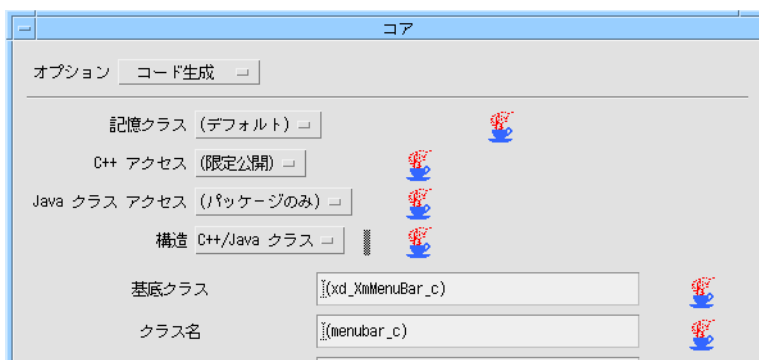 コア
オプション コード生成
記憶クラス (デフォルト)
C++ アクセス (限定公開)
Java クラス アクセス (パッケージのみ)
構造 C++/Java クラス
基底クラス (xd_XmMenuBar_c)
クラス名 (menubar_c)